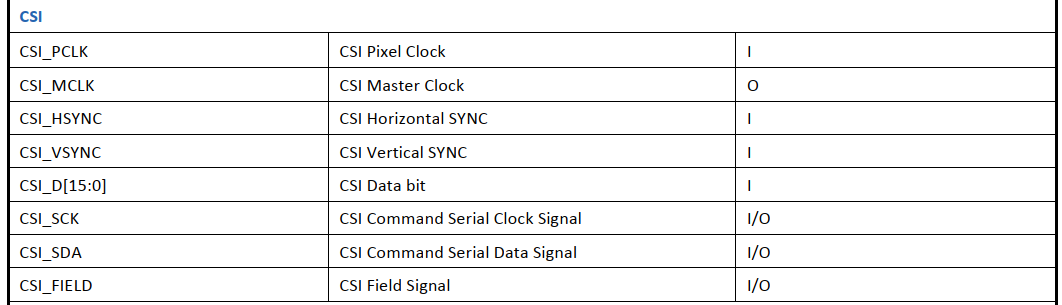 CSI
CSI_PCLK CSI Pixel Clock I
CSI_MCLK CSI Master Clock O
CSI_HSYNC CSI Horizontal SYNC I
CSI_VSYNC CSI Vertical SYNC I
CSI_D[15:0] CSI Data bit I
CSI_SCK CSI Command Serial Clock Signal I/O
CSI_SDA CSI Command Serial Data Signal I/O
CSI_FIELD CSI Field Signal I/O